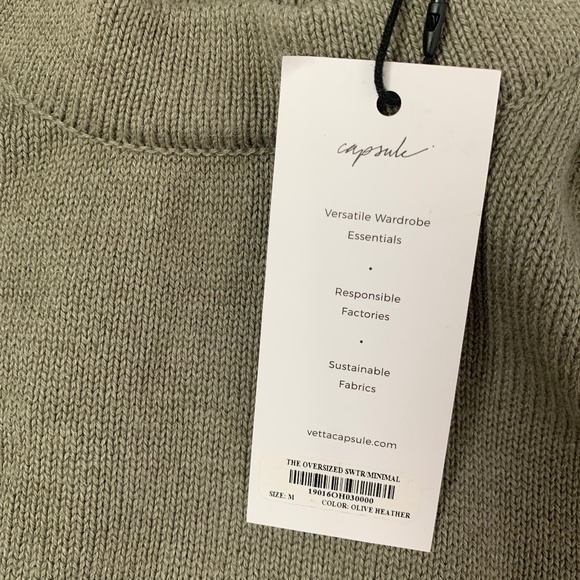 capsule
Versatile Wardrobe
Essentials
•
Responsible
Factories
•
Sustainable
Fabrics
vettacapsule.com
THE OVERSIZED SWTR/MINIMAL
19016OH030000
SIZE: M
COLOR: OLIVE HEATHER